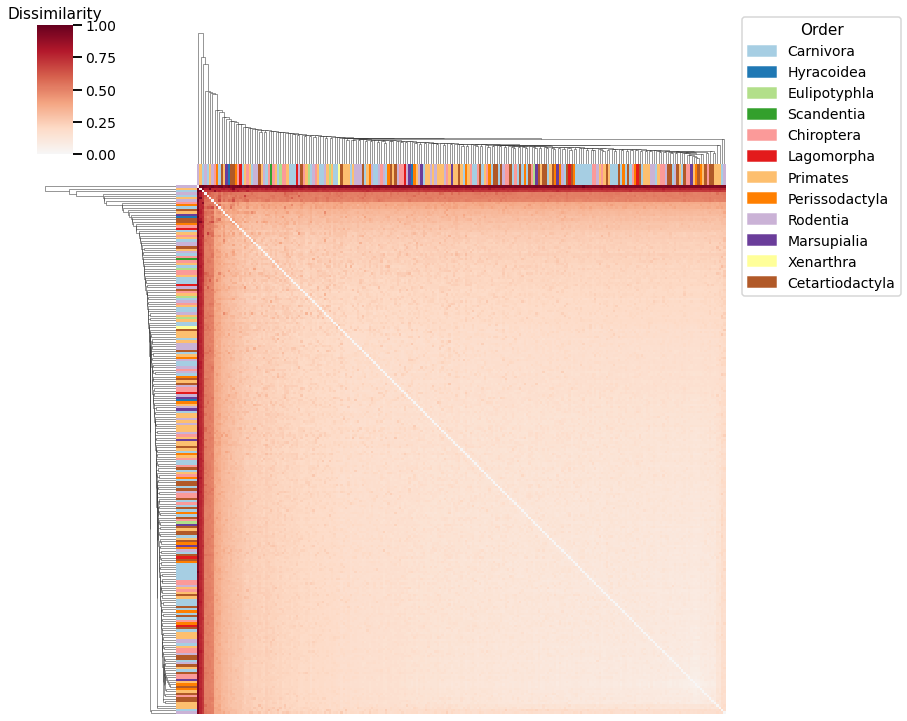 Dissimilarity
1.00
0.75
0.50
0.25
0.00
Order
Carnivora
Hyracoidea
Eulipotyphla
Scandentia
Chiroptera
Lagomorpha
Primates
Perissodactyla
Rodentia
Marsupialia
Xenarthra
Cetartiodactyla